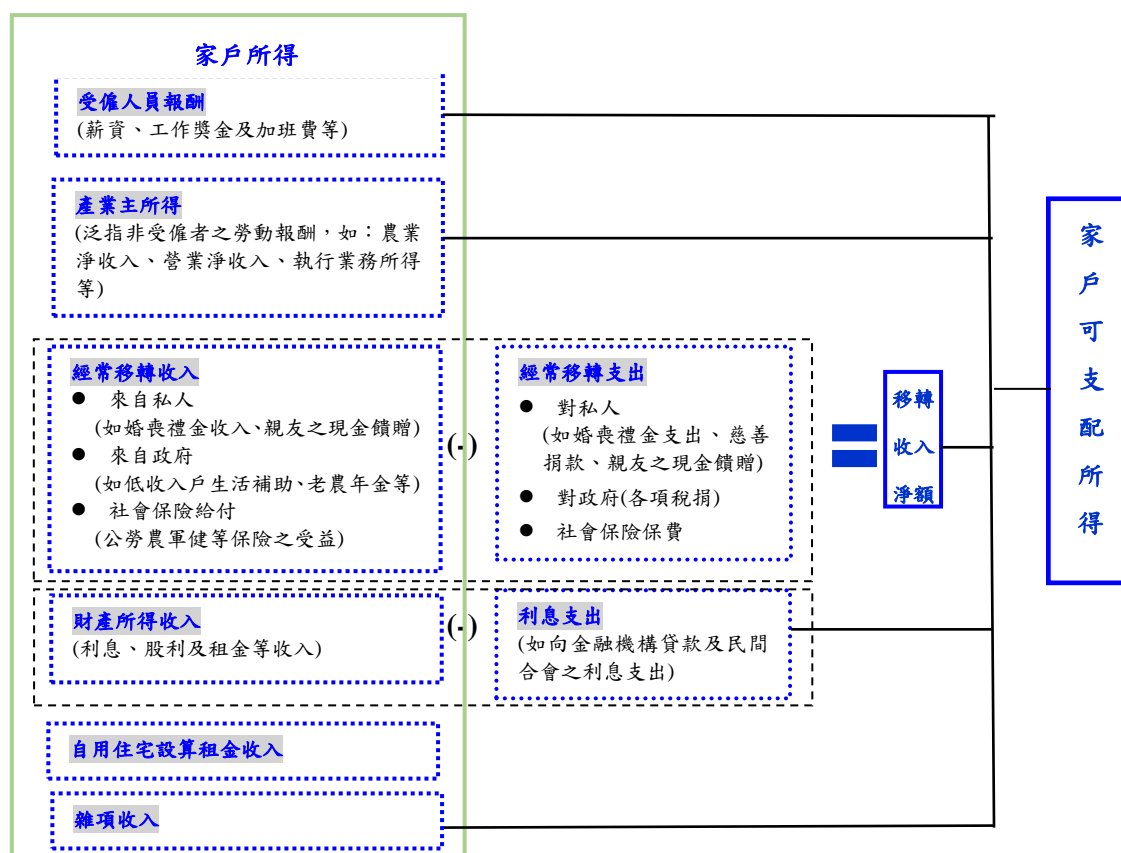 家戶所得
受僱人員報酬
(薪資、工作獎金及加班費等)
產業主所得
(泛指非受僱者之勞動報酬，如：農業
淨收入、營業淨收入、執行業務所得
等)
經常移轉收入
● 來自私人
(如婚喪禮金收入、親友之現金餽贈)
● 來自政府
(如低收入戶生活補助、老農年金等)
● 社會保險給付
(公勞農軍健等保險之受益)
(-)
經常移轉支出
● 對私人
(如婚喪禮金支出、慈善
捐款、親友之現金餽贈)
● 對政府(各項稅捐)
● 社會保險保費
移轉
收入
淨額
財產所得收入
(利息、股利及租金等收入)
(-)
利息支出
(如向金融機構貸款及民間
合會之利息支出)
自用住宅設算租金收入
雜項收入
家戶可支配所得